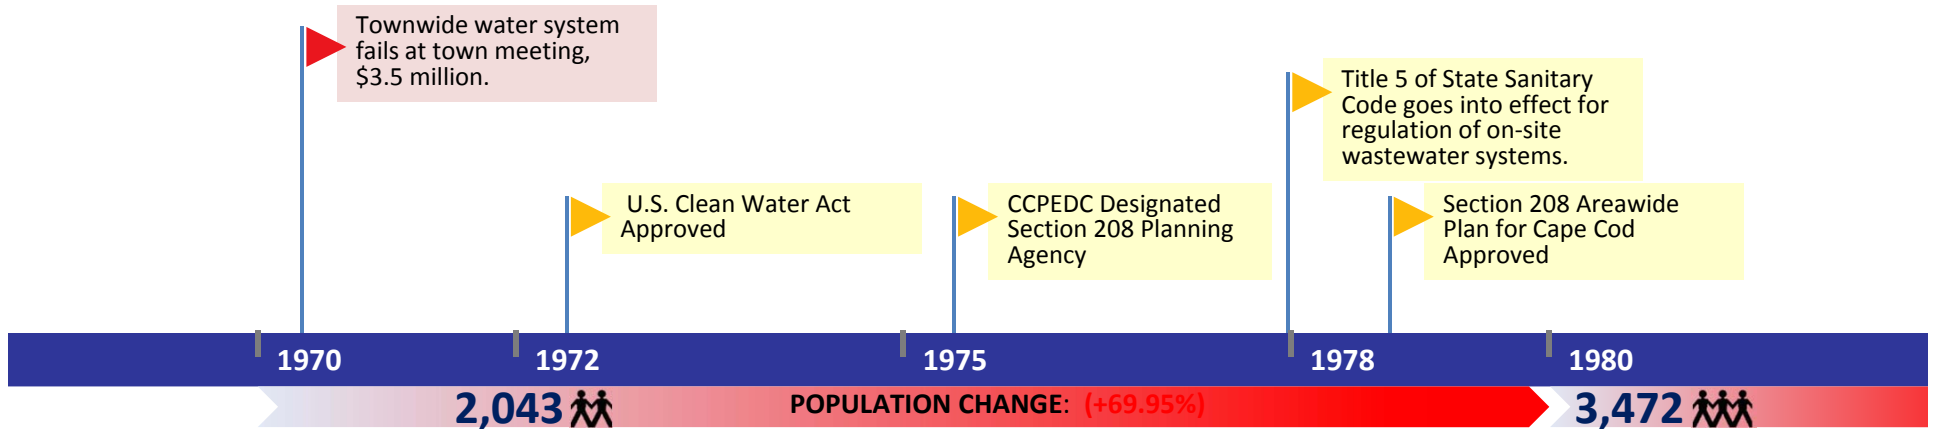 Townwide water system
fails at town meeting,
$3.5 million.
Title 5 of State Sanitary
Code goes into effect for
regulation of on-site
wastewater systems.
U.S. Clean Water Act
Approved
CCPEDC Designated
Section 208 Planning
Agency
Section 208 Areawide
Plan for Cape Cod
Approved
1970
1972
1975
1978
1980
2,043
POPULATION CHANGE: (+69.95%)
3,472